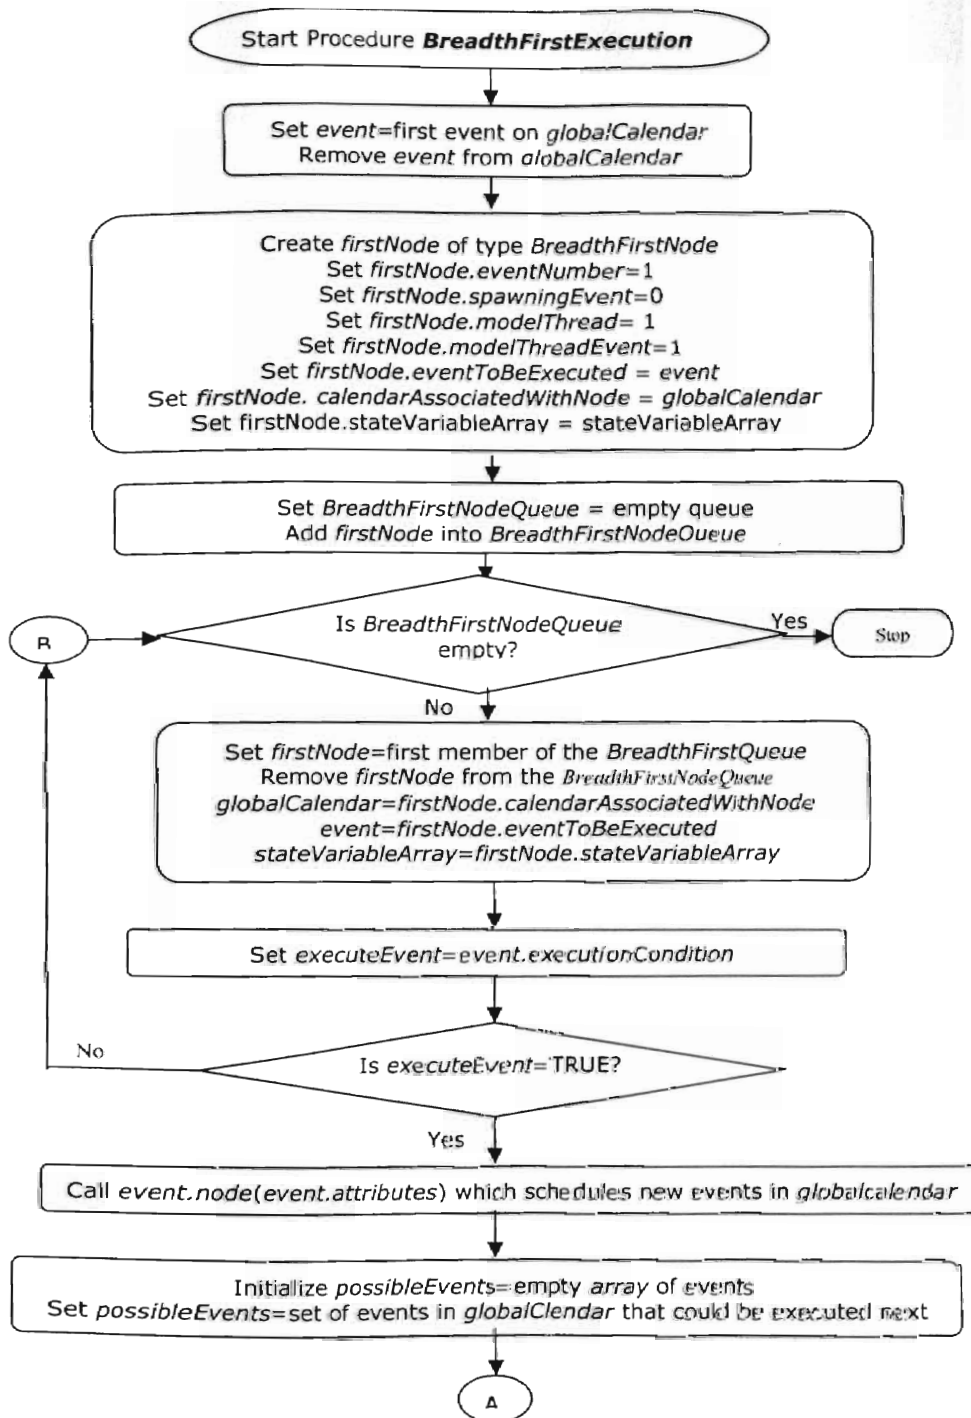 Start Procedure BreadthFirstExecution
Set event=first event on globalCalendar
Remove event from globalCalendar
Create firstNode of type BreadthFirstNode
Set firstNode.eventNumber=1
Set firstNode.spawningEvent=0
Set firstNode.modelThread= 1
Set firstNode.modelThreadEvent=1
Set firstNode.eventToBeExecuted = event
Set firstNode. calendarAssociatedWithNode = globalCalendar
Set firstNode.stateVariableArray = stateVariableArray
Set BreadthFirstNodeQueue = empty queue
Add firstNode into BreadthFirstNodeQueue
B
Is BreadthFirstNodeQueue
empty?
Yes
Stop
No
Set firstNode=first member of the BreadthFirstQueue
Remove firstNode from the BreadthFirstNodeQueue
globalCalendar=firstNode.calendarAssociatedWithNode
event=firstNode.eventToBeExecuted
stateVariableArray=firstNode.stateVariableArray
Set executeEvent=event.executionCondition
No
Is executeEvent=TRUE?
Yes
Call event.node(event.attributes) which schedules new events in globalcalendar
Initialize possibleEvents=empty array of events
Set possibleEvents=set of events in globalClendar that could be executed next
A